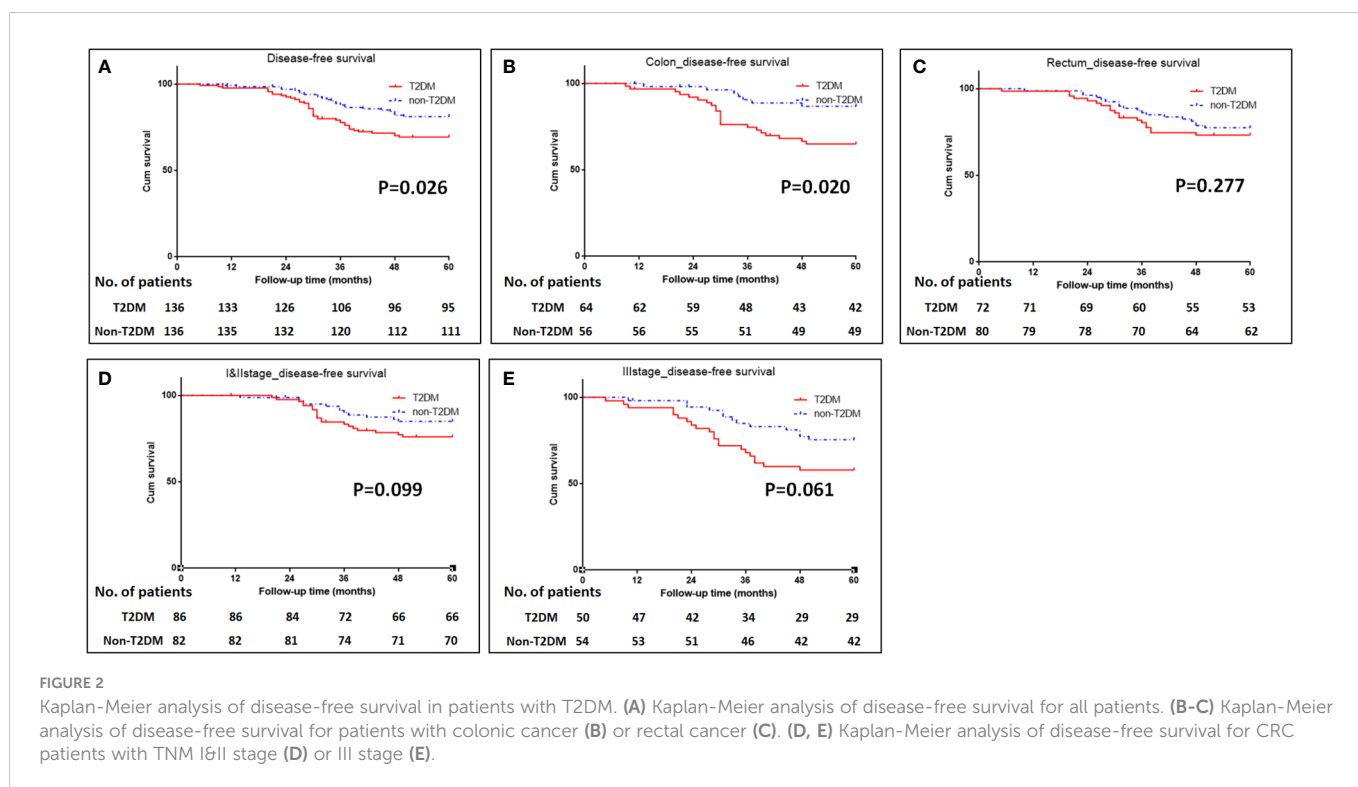 A
Disease-free survival
T2DM
non-T2DM
100
50
0
Cum survival
P=0.026
0 12 24 36 48 60
Follow-up time (months)
No. of patients
T2DM 136 133 126 106 96 95
Non-T2DM 136 135 132 120 112 111
B
Colon_disease-free survival
T2DM
non-T2DM
100
50
0
Cum survival
P=0.020
0 12 24 36 48 60
Follow-up time (months)
No. of patients
T2DM 64 62 59 48 43 42
Non-T2DM 56 56 55 51 49 49
C
Rectum_disease-free survival
T2DM
non-T2DM
100
50
0
Cum survival
P=0.277
0 12 24 36 48 60
Follow-up time (months)
No. of patients
T2DM 72 71 69 60 55 53
Non-T2DM 80 79 78 70 64 62
D
I&IIstage_disease-free survival
T2DM
non-T2DM
100
50
0
Cum survival
P=0.099
0 12 24 36 48 60
Follow-up time (months)
No. of patients
T2DM 86 86 84 72 66 66
Non-T2DM 82 82 81 74 71 70
E
IIIstage_disease-free survival
T2DM
non-T2DM
100
50
0
Cum survival
P=0.061
0 12 24 36 48 60
Follow-up time (months)
No. of patients
T2DM 50 47 42 34 29 29
Non-T2DM 54 53 51 46 42 42
FIGURE 2
Kaplan-Meier analysis of disease-free survival in patients with T2DM. (A) Kaplan-Meier analysis of disease-free survival for all patients. (B-C) Kaplan-Meier
analysis of disease-free survival for patients with colonic cancer (B) or rectal cancer (C). (D, E) Kaplan-Meier analysis of disease-free survival for CRC
patients with TNM I&II stage (D) or III stage (E).